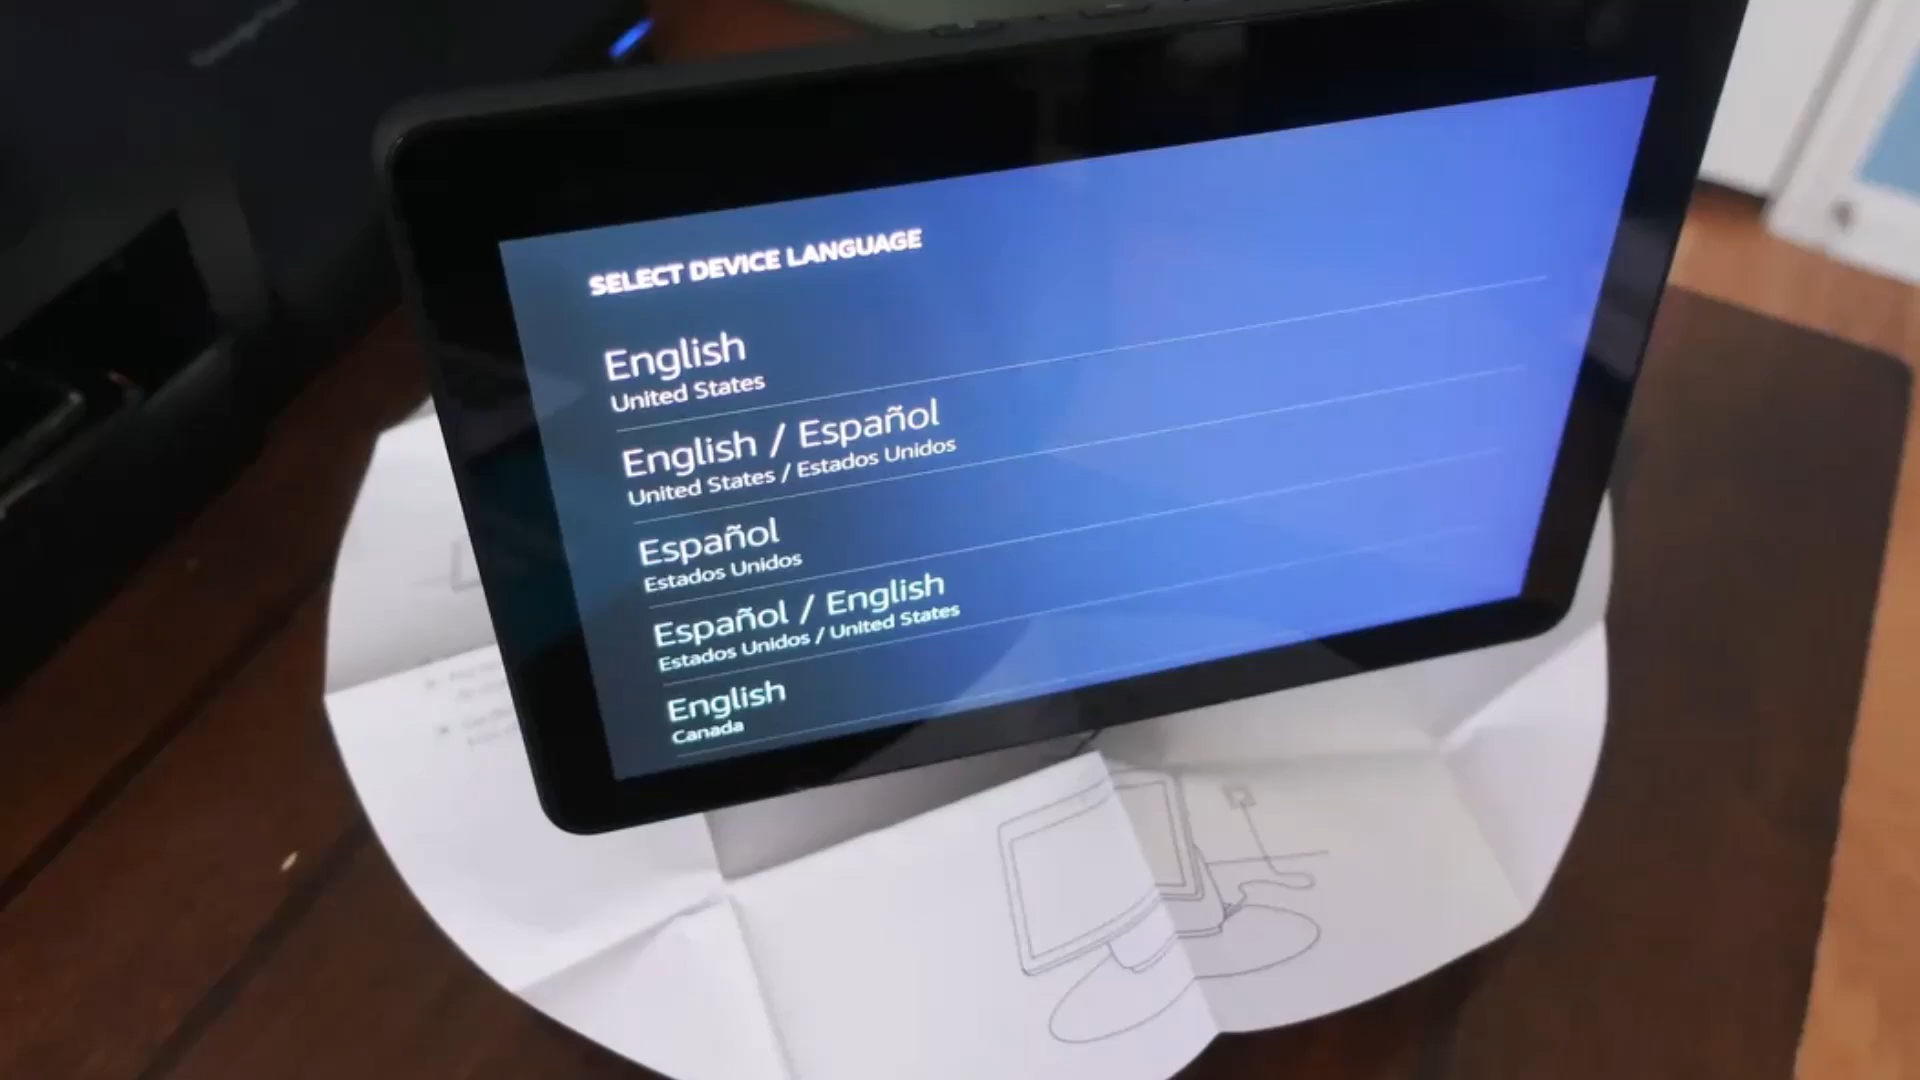 SELECT DEVICE LANGUAGE
English
United States
English / Español
United States / Estados Unidos
Español
Estados Unidos
Español / English
Estados Unidos / United States
English
Canada